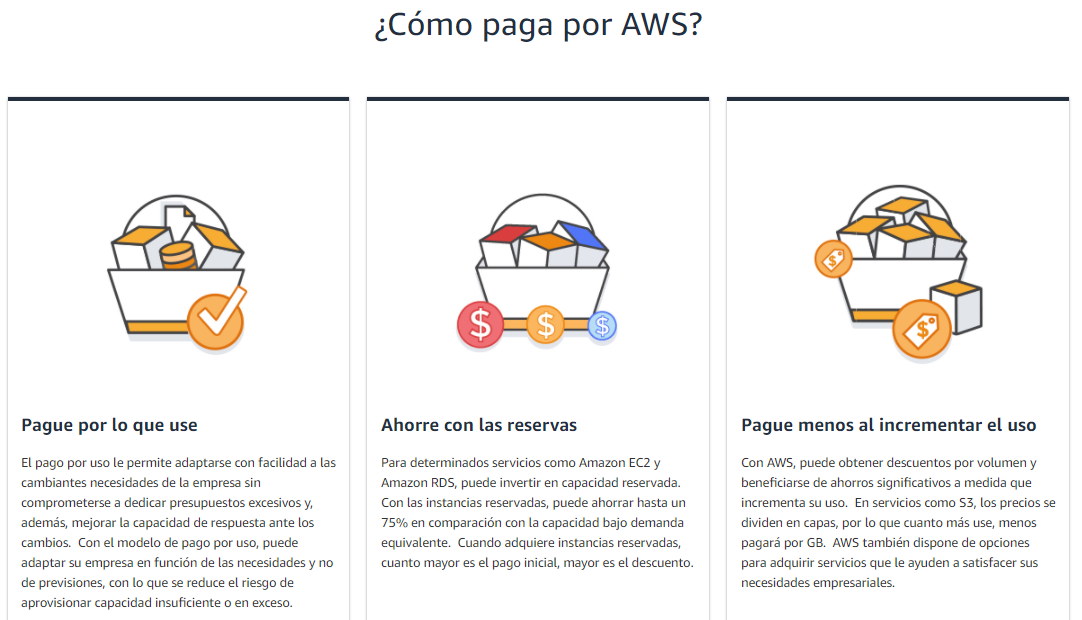 ¿Cómo paga por AWS?
Pague por lo que use
El pago por uso le permite adaptarse con facilidad a las
cambiantes necesidades de la empresa sin
comprometerse a dedicar presupuestos excesivos y,
además, mejorar la capacidad de respuesta ante los
cambios.  Con el modelo de pago por uso, puede
adaptar su empresa en función de las necesidades y no
de previsiones, con lo que se reduce el riesgo de
aprovisionar capacidad insuficiente o en exceso.
Ahorre con las reservas
Para determinados servicios como Amazon EC2 y
Amazon RDS, puede invertir en capacidad reservada.
Con las instancias reservadas, puede ahorrar hasta un
75% en comparación con la capacidad bajo demanda
equivalente.  Cuando adquiere instancias reservadas,
cuanto mayor es el pago inicial, mayor es el descuento.
Pague menos al incrementar el uso
Con AWS, puede obtener descuentos por volumen y
beneficiarse de ahorros significativos a medida que
incrementa su uso.  En servicios como S3, los precios se
dividen en capas, por lo que cuanto más use, menos
pagará por GB.  AWS también dispone de opciones
para adquirir servicios que le ayuden a satisfacer sus
necesidades empresariales.